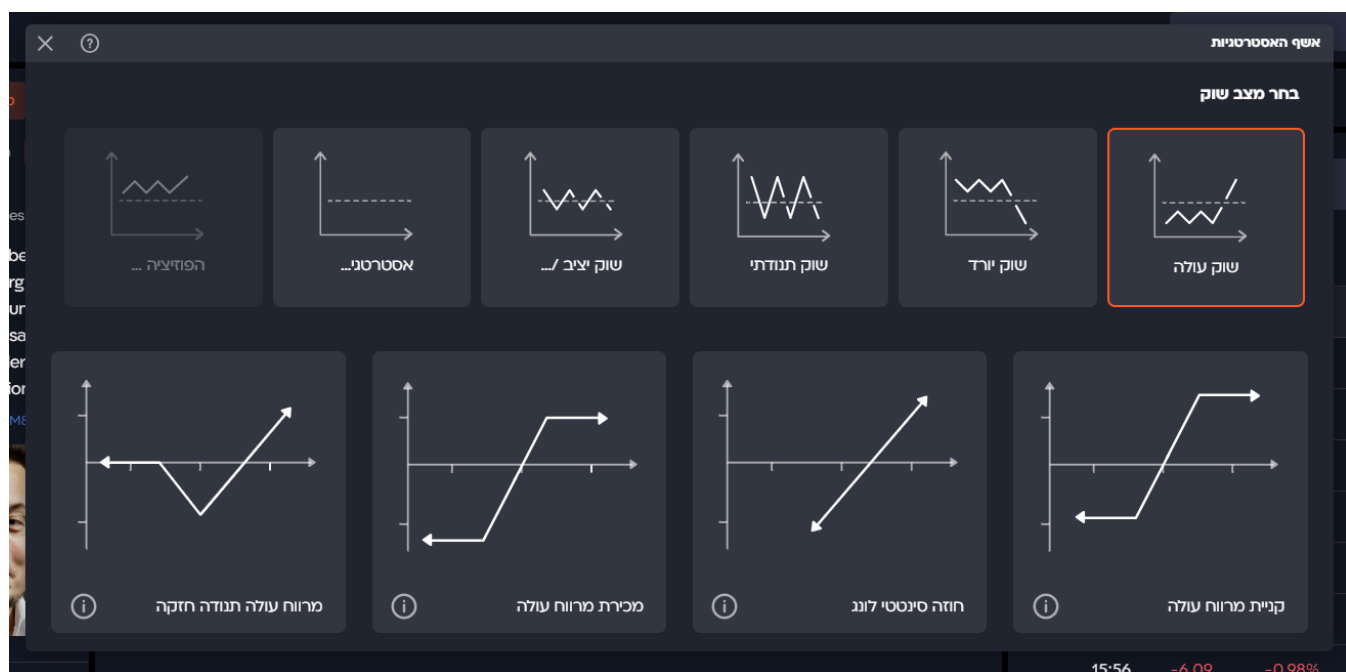 אשף האסטרטגיות
בחר מצב שוק
שוק עולה
שוק יורד
שוק תנודתי
שוק יציב /...
אסטרטגי...
הפוזיציה ...
קניית מרווח עולה
חוזה סינטטי לונג
מכירת מרווח עולה
מרווח עולה תנודה חזקה
15:56 -6.09 -0.98%